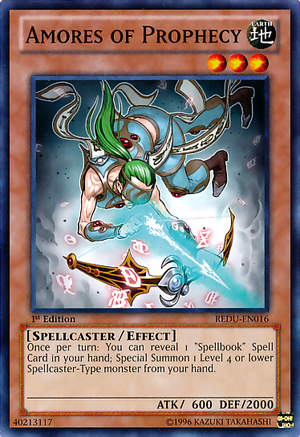 AMORES OF PROPHECY
EARTH
地
1st Edition
REDU-EN016
[SPELLCASTER / EFFECT]
Once per turn: You can reveal 1 "Spellbook" Spell
Card in your hand; Special Summon 1 Level 4 or lower
Spellcaster-Type monster from your hand.
ATK/ 600 DEF/2000
40213117
©1996 KAZUKI TAKAHASHI